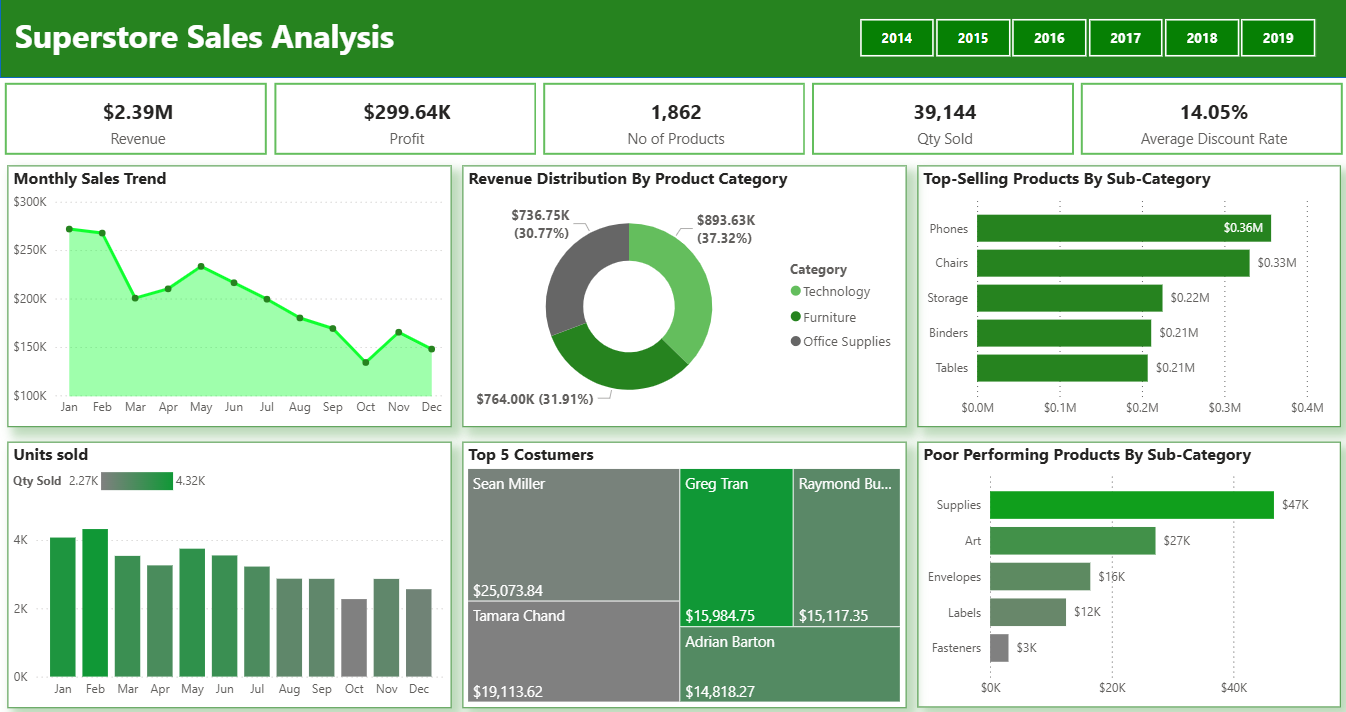 Superstore Sales Analysis
2014 2015 2016 2017 2018 2019
$2.39M
Revenue
$299.64K
Profit
1,862
No of Products
39,144
Qty Sold
14.05%
Average Discount Rate
Monthly Sales Trend
$300K
$250K
$200K
$150K
$100K
Jan Feb Mar Apr May Jun Jul Aug Sep Oct Nov Dec
Revenue Distribution By Product Category
$736.75K
(30.77%)
$893.63K
(37.32%)
$764.00K (31.91%)
Category
Technology
Furniture
Office Supplies
Top-Selling Products By Sub-Category
Phones $0.36M
Chairs $0.33M
Storage $0.22M
Binders $0.21M
Tables $0.21M
$0.0M $0.1M $0.2M $0.3M $0.4M
Units sold
Qty Sold 2.27K 4.32K
4K
2K
0K
Jan Feb Mar Apr May Jun Jul Aug Sep Oct Nov Dec
Top 5 Costumers
Sean Miller
$25,073.84
Tamara Chand
$19,113.62
Greg Tran
$15,984.75
Raymond Bu...
$15,117.35
Adrian Barton
$14,818.27
Poor Performing Products By Sub-Category
Supplies $47K
Art $27K
Envelopes $16K
Labels $12K
Fasteners $3K
$0K $20K $40K